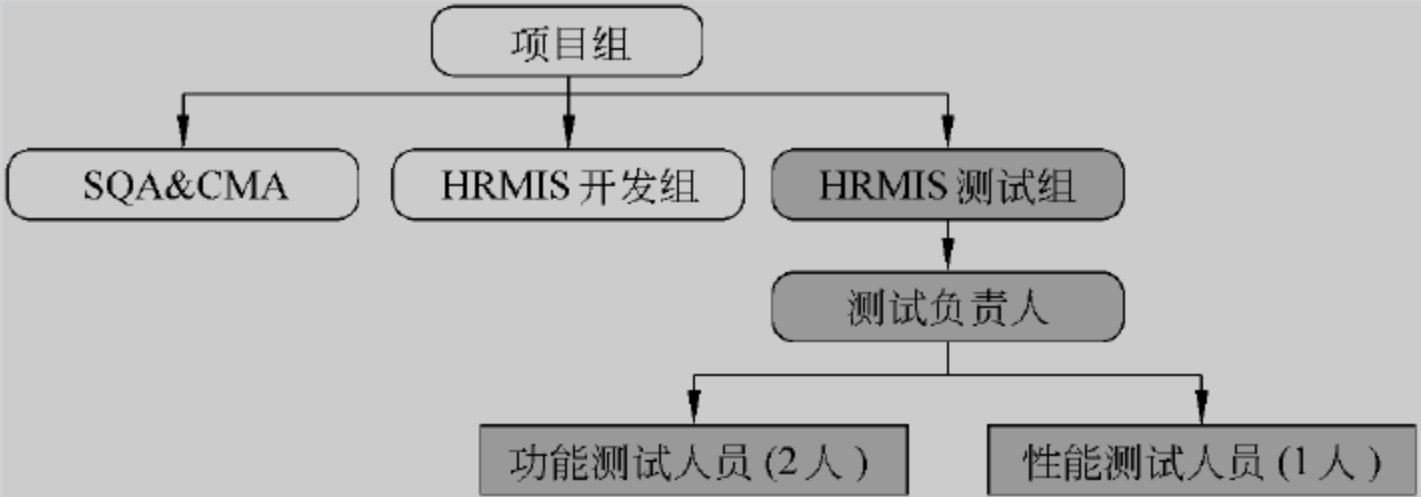 项目组
SQA&CMA
HRMIS 开发组
HRMIS 测试组
测试负责人
功能测试人员 (2 人 )
性能测试人员 (1 人 )